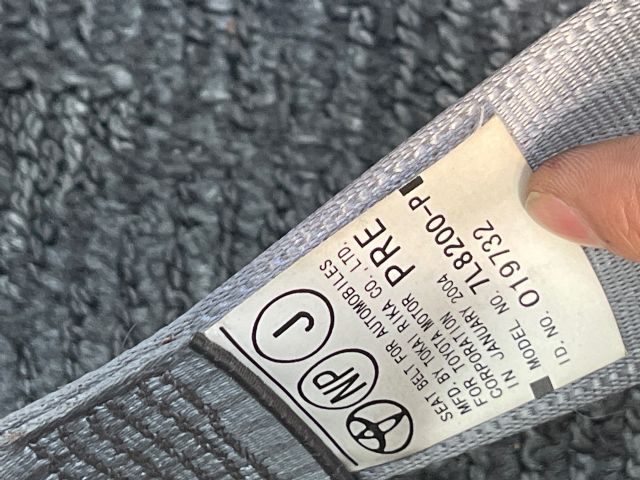 J
NP
SEAT BELT FOR AUTOMOBILES
MFD. BY TOKAI RIKA CO., LTD.
FOR TOYOTA MOTOR
CORPORATION
PRE
IN JANUARY 2004
MODEL NO. 7L8200-P
ID. NO. 019732